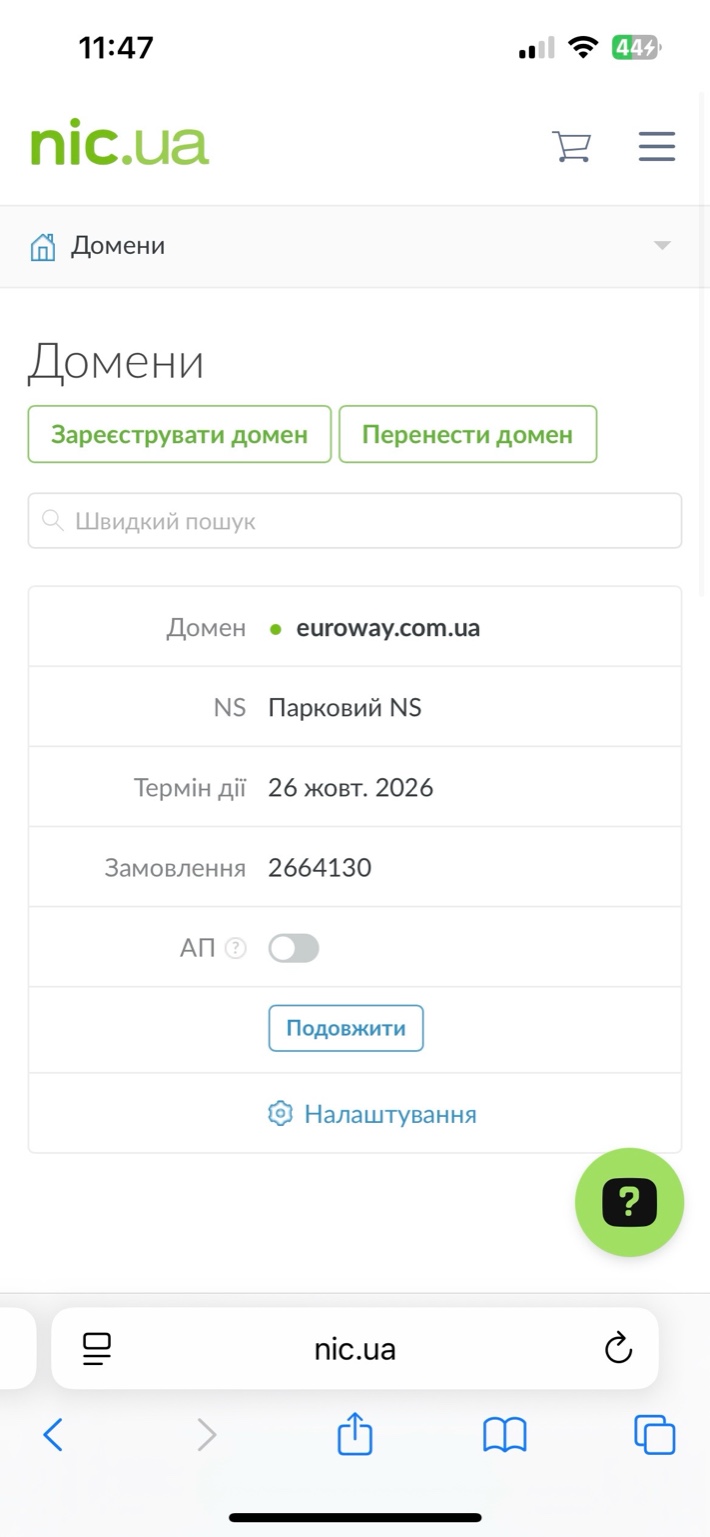 11:47
44
nic.ua
Домени
Домени
Зареєструвати домен Перенести домен
Швидкий пошук
Домен euroway.com.ua
NS Парковий NS
Термін дії 26 жовт. 2026
Замовлення 2664130
АП ?
Подовжити
Налаштування
?
nic.ua